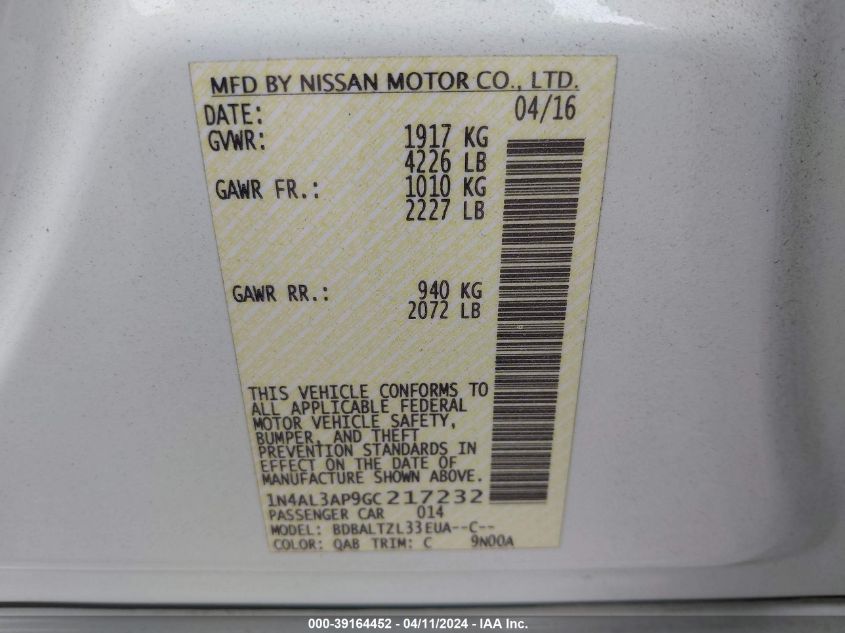 MFD BY NISSAN MOTOR CO., LTD.
DATE: 04/16
GVWR: 1917 KG
4226 LB
GAWR FR.: 1010 KG
2227 LB
GAWR RR.: 940 KG
2072 LB
THIS VEHICLE CONFORMS TO
ALL APPLICABLE FEDERAL
MOTOR VEHICLE SAFETY,
BUMPER, AND THEFT
PREVENTION STANDARDS IN
EFFECT ON THE DATE OF
MANUFACTURE SHOWN ABOVE.
1N4AL3AP9GC217232
PASSENGER CAR 014
MODEL: BDBALTZL33EUA--C--
COLOR: QAB TRIM: C 9N00A
000-39164452 - 04/11/2024 - IAA Inc.